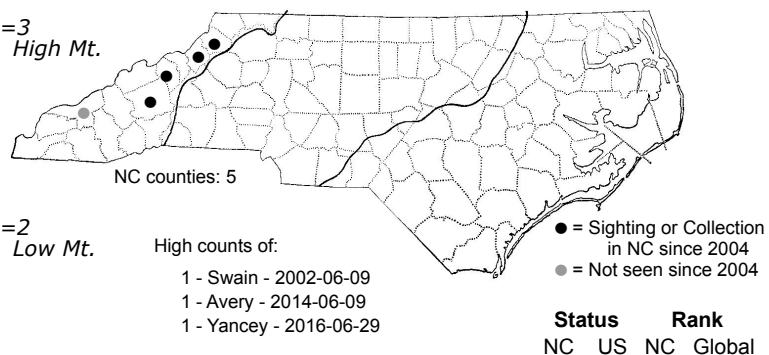 =3
High Mt.
NC counties: 5
=2
Low Mt.
High counts of:
1 - Swain - 2002-06-09
1 - Avery - 2014-06-09
1 - Yancey - 2016-06-29
= Sighting or Collection
in NC since 2004
= Not seen since 2004
Status Rank
NC US NC Global